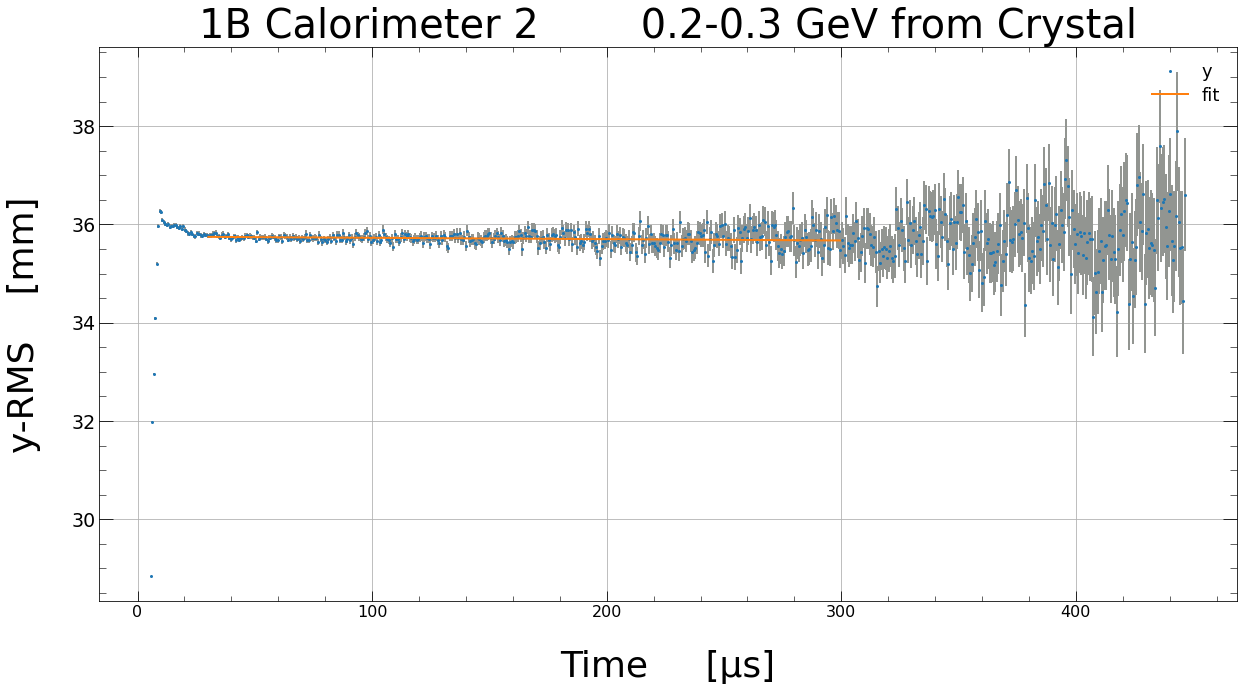 1B Calorimeter 2 0.2-0.3 GeV from Crystal
y
fit
y-RMS [mm]
38
36
34
32
30
0 100 200 300 400
Time [µs]